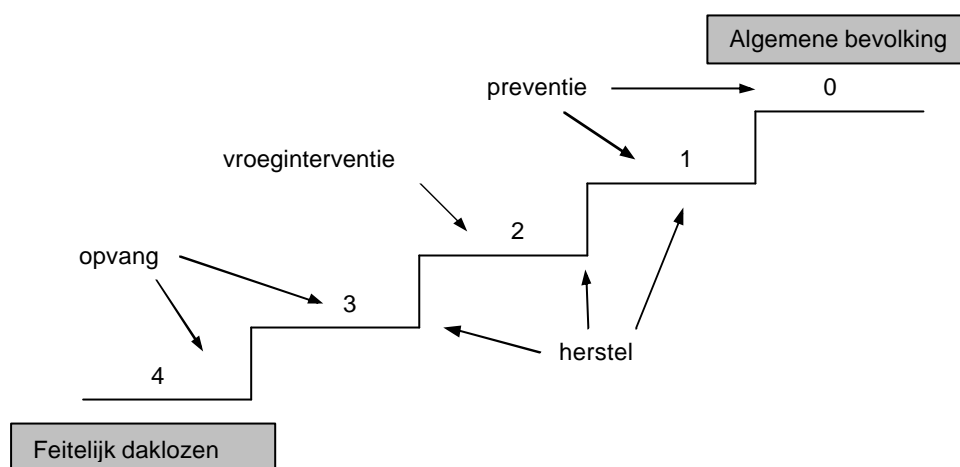 Algemene bevolking
preventie
0
vroeginterventie
1
opvang
2
3
herstel
4
Feitelijk daklozen